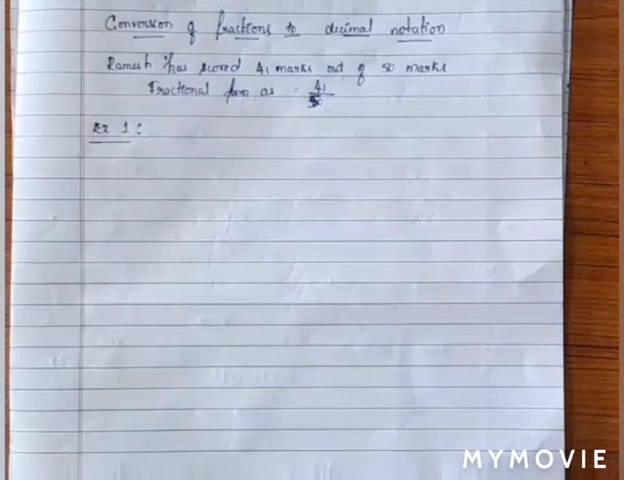 Conversion of fractions to decimal notation
Ramesh has scored 41 marks out of 50 marks
Fractional form as = 41/50
Ex 1 :
MYMOVIE